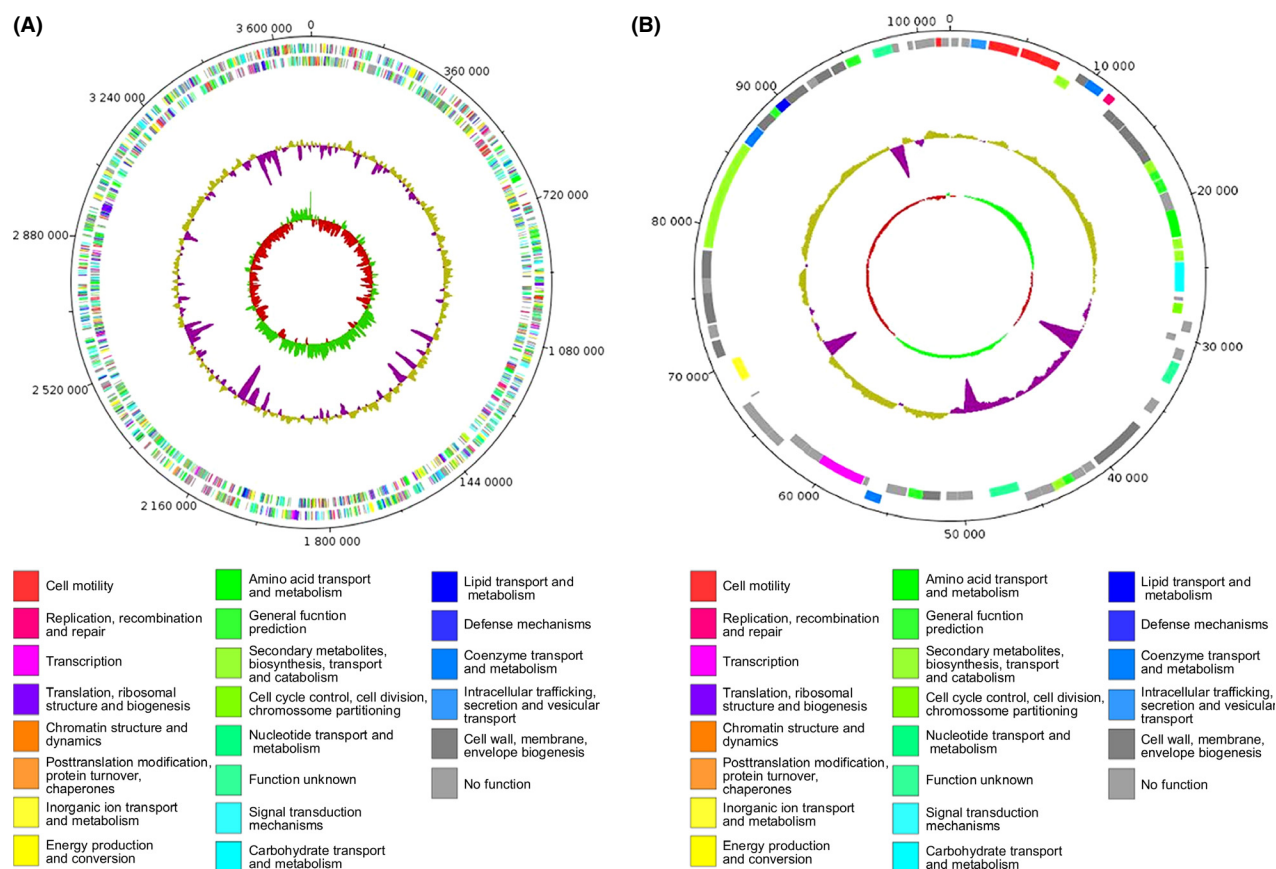 (A)
0
3 600 000
360 000
3 240 000
720 000
2 880 000
1 080 000
2 520 000
144 0000
2 160 000
1 800 000
(B)
100 000
0
10 000
90 000
20 000
80 000
30 000
70 000
40 000
60 000
50 000
Cell motility
Replication, recombination
and repair
Transcription
Translation, ribosomal
structure and biogenesis
Chromatin structure and
dynamics
Posttranslation modification,
protein turnover,
chaperones
Inorganic ion transport
and metabolism
Energy production
and conversion
Amino acid transport
and metabolism
General fucntion
prediction
Secondary metabolites,
biosynthesis, transport
and catabolism
Cell cycle control, cell division,
chromossome partitioning
Nucleotide transport and
metabolism
Function unknown
Signal transduction
mechanisms
Carbohydrate transport
and metabolism
Lipid transport and
metabolism
Defense mechanisms
Coenzyme transport
and metabolism
Intracellular trafficking,
secretion and vesicular
transport
Cell wall, membrane,
envelope biogenesis
No function
Cell motility
Replication, recombination
and repair
Transcription
Translation, ribosomal
structure and biogenesis
Chromatin structure and
dynamics
Posttranslation modification,
protein turnover,
chaperones
Inorganic ion transport
and metabolism
Energy production
and conversion
Amino acid transport
and metabolism
General fucntion
prediction
Secondary metabolites,
biosynthesis, transport
and catabolism
Cell cycle control, cell division,
chromossome partitioning
Nucleotide transport and
metabolism
Function unknown
Signal transduction
mechanisms
Carbohydrate transport
and metabolism
Lipid transport and
metabolism
Defense mechanisms
Coenzyme transport
and metabolism
Intracellular trafficking,
secretion and vesicular
transport
Cell wall, membrane,
envelope biogenesis
No function